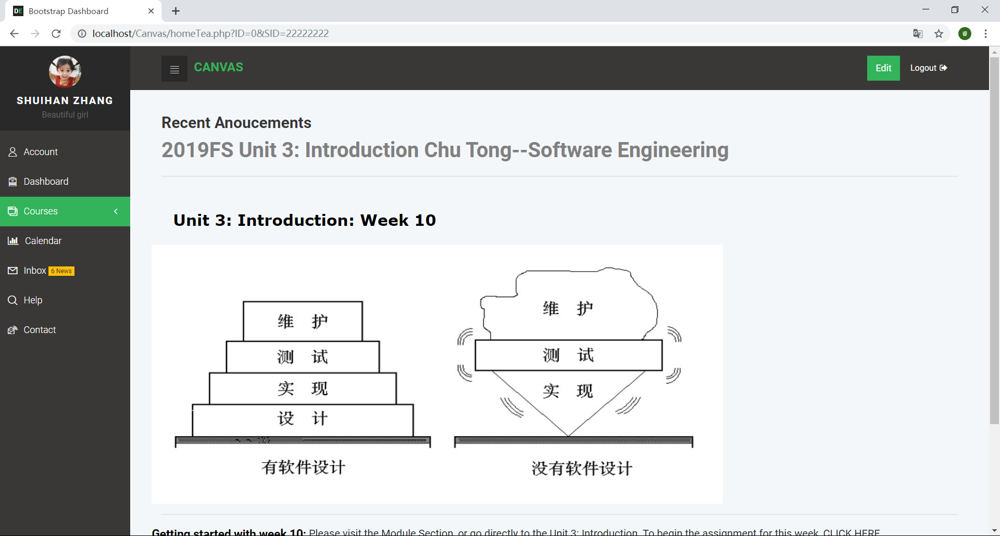 Bootstrap Dashboard
localhost/Canvas/homeTea.php?ID=0&SID=22222222
睿
SHUIHAN ZHANG
Beautiful girl
Account
Dashboard
Courses
Calendar
Inbox 6 News
Help
Contact
CANVAS
Edit
Logout
Recent Anoucements
2019FS Unit 3: Introduction Chu Tong--Software Engineering
Unit 3: Introduction: Week 10
维 护
测 试
实 现
设 计
有软件设计
维 护
测 试
实 现
没有软件设计
Getting started with week 10: Please visit the Module Section, or go directly to the Unit 3: Introduction. To begin the assignment for this week, CLICK HERE